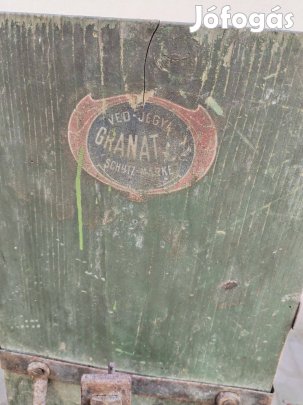 Jófogás
VÉD-JEGY
GRANAT
SCHUTZ-MARKE